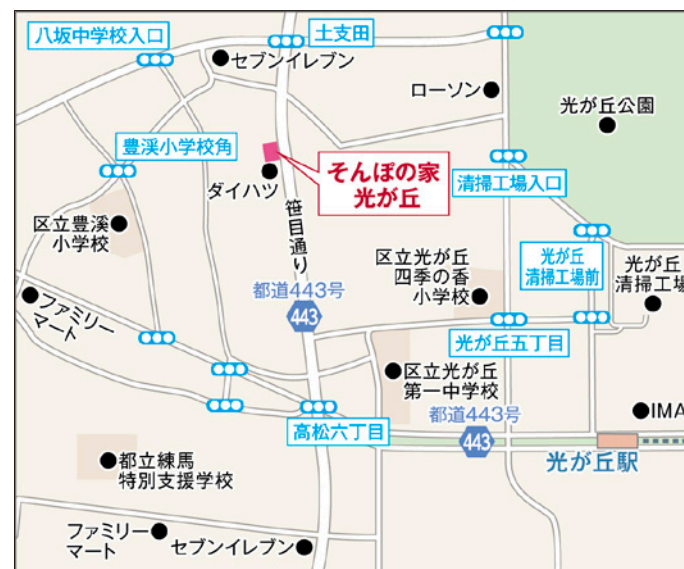 八坂中学校入口
土支田
セブンイレブン
ローソン
光が丘公園
豊溪小学校角
そんぽの家
光が丘
清掃工場入口
ダイハツ
笹目通り
区立豊溪
小学校
光が丘
清掃工場前
区立光が丘
四季の香
小学校
光が丘
清掃工場
都道443号
443
ファミリー
マート
光が丘五丁目
区立光が丘
第一中学校
都道443号
443
IMA
高松六丁目
光が丘駅
都立練馬
特別支援学校
ファミリー
マート
セブンイレブン